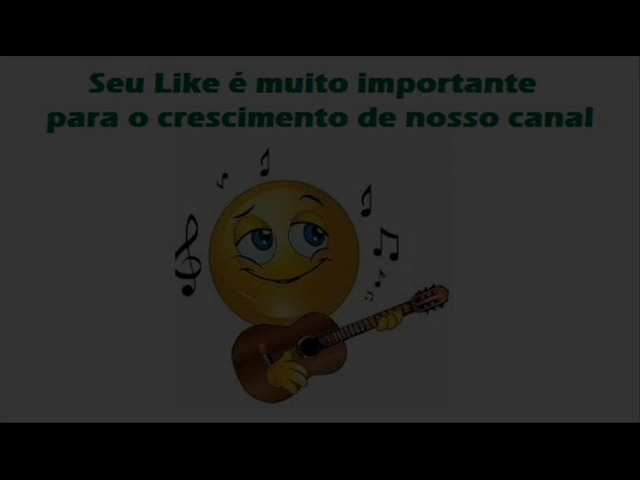 Seu Like é muito importante
para o crescimento de nosso canal